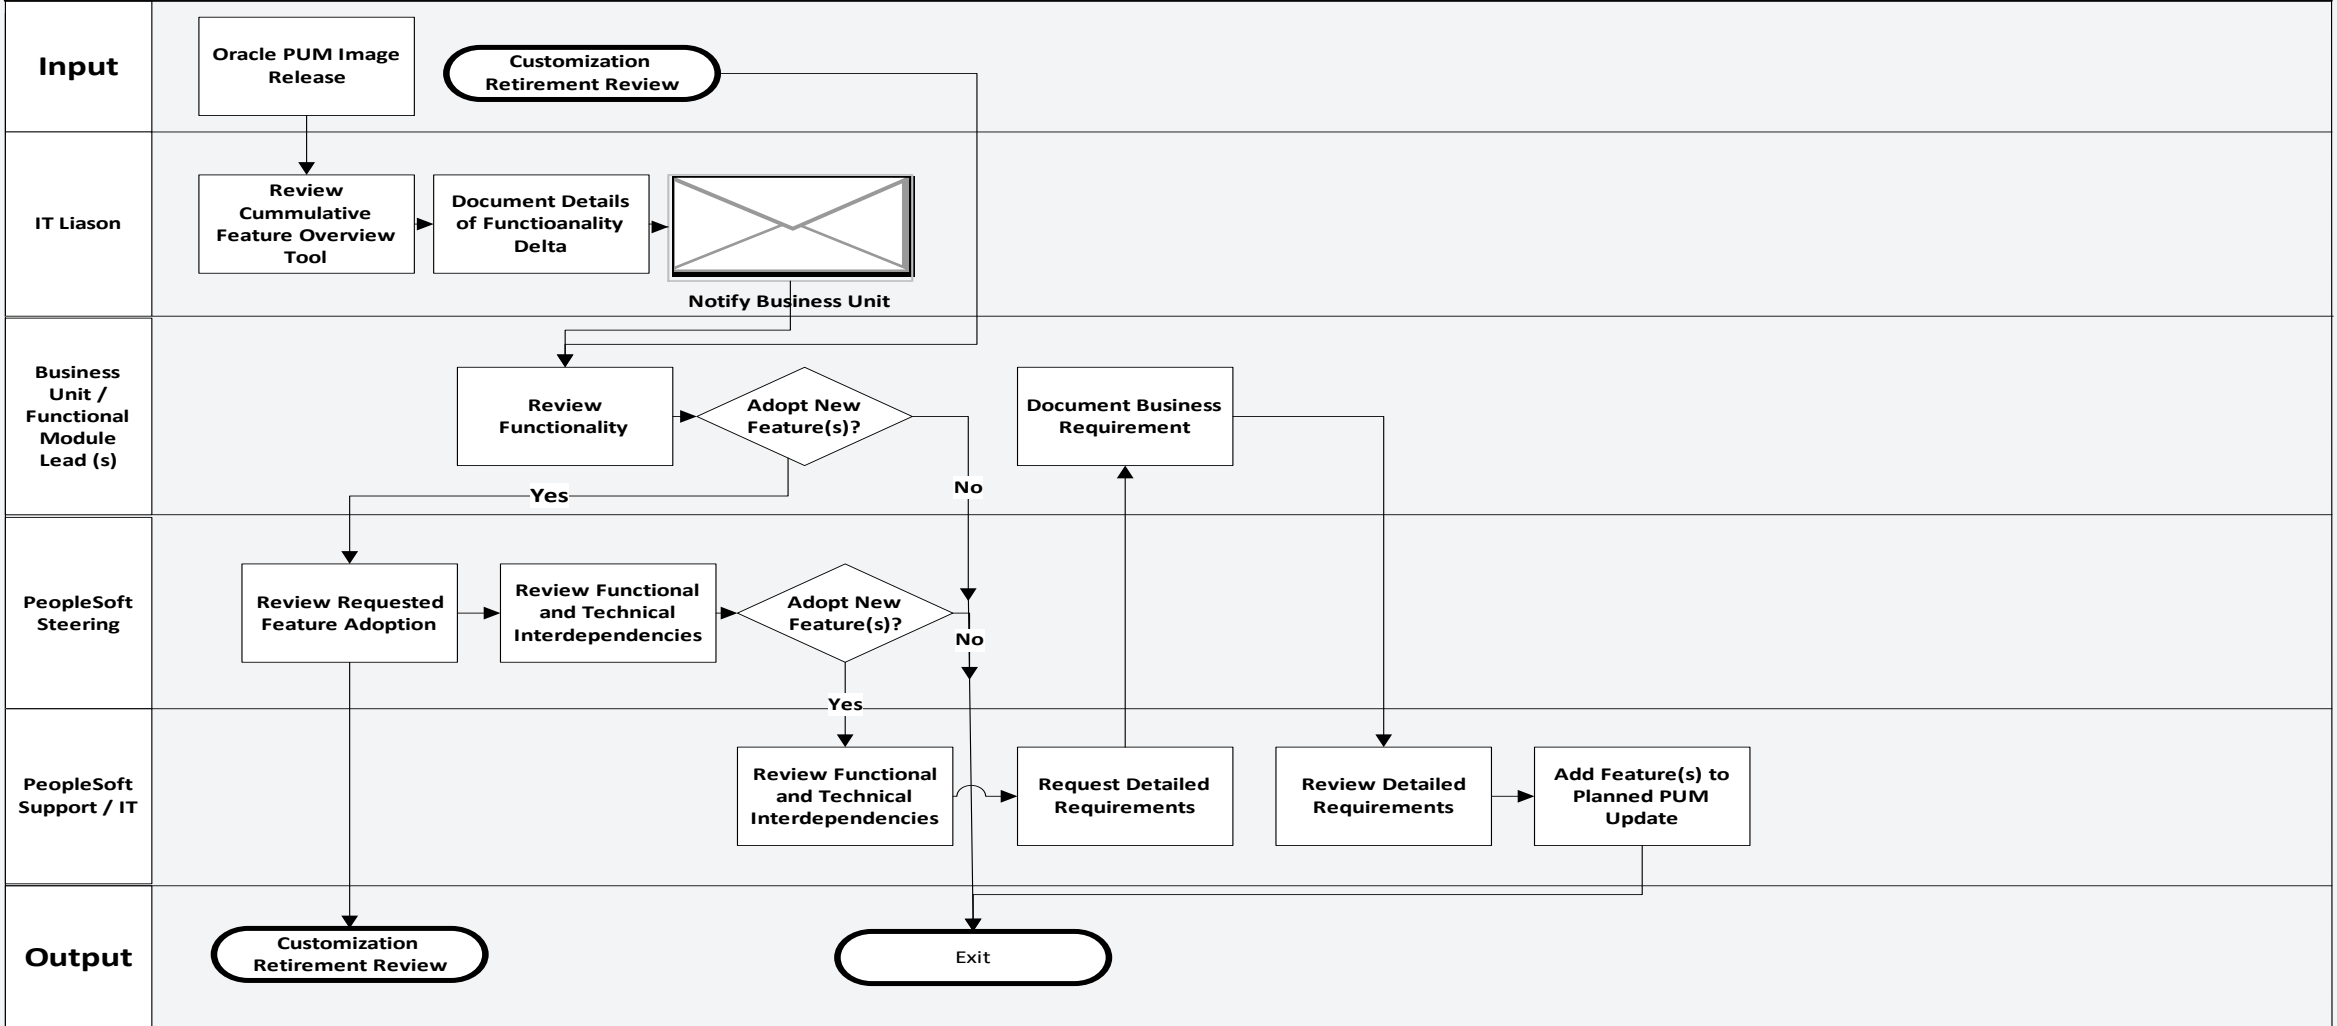 Input
Oracle PUM Image
Release
Customization
Retirement Review
IT Liason
Review
Cummulative
Feature Overview
Tool
Document Details
of Functioanality
Delta
Notify Business Unit
Business
Unit /
Functional
Module
Lead (s)
Review
Functionality
Adopt New
Feature(s)?
Document Business
Requirement
Yes
No
PeopleSoft
Steering
Review Requested
Feature Adoption
Review Functional
and Technical
Interdependencies
Adopt New
Feature(s)?
No
Yes
PeopleSoft
Support / IT
Review Functional
and Technical
Interdependencies
Request Detailed
Requirements
Review Detailed
Requirements
Add Feature(s) to
Planned PUM
Update
Output
Customization
Retirement Review
Exit